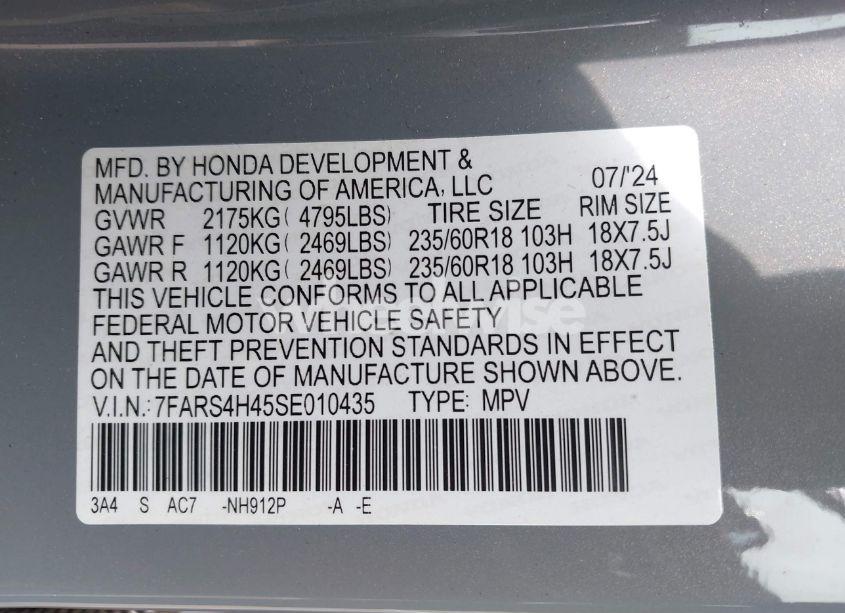 MFD. BY HONDA DEVELOPMENT &
MANUFACTURING OF AMERICA, LLC 07/'24
GVWR 2175KG( 4795LBS) TIRE SIZE RIM SIZE
GAWR F 1120KG( 2469LBS) 235/60R18 103H 18X7.5J
GAWR R 1120KG( 2469LBS) 235/60R18 103H 18X7.5J
THIS VEHICLE CONFORMS TO ALL APPLICABLE
FEDERAL MOTOR VEHICLE SAFETY
AND THEFT PREVENTION STANDARDS IN EFFECT
ON THE DATE OF MANUFACTURE SHOWN ABOVE.
V.I.N.:7FARS4H45SE010435 TYPE: MPV
3A4 S AC7 -NH912P -A -E